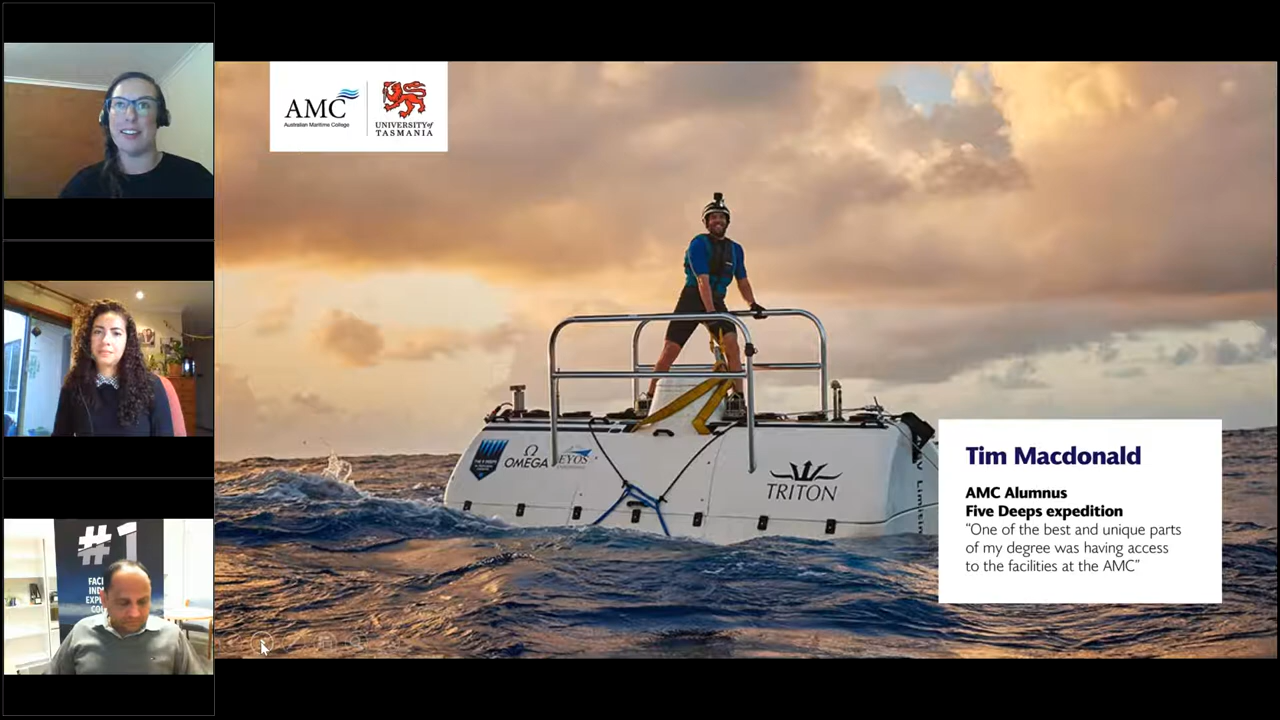 AMC
Australian Maritime College
UNIVERSITY of
TASMANIA
OMEGA
EYOS
TRITON
Tim Macdonald
AMC Alumnus
Five Deeps expedition
“One of the best and unique parts
of my degree was having access
to the facilities at the AMC”
#1